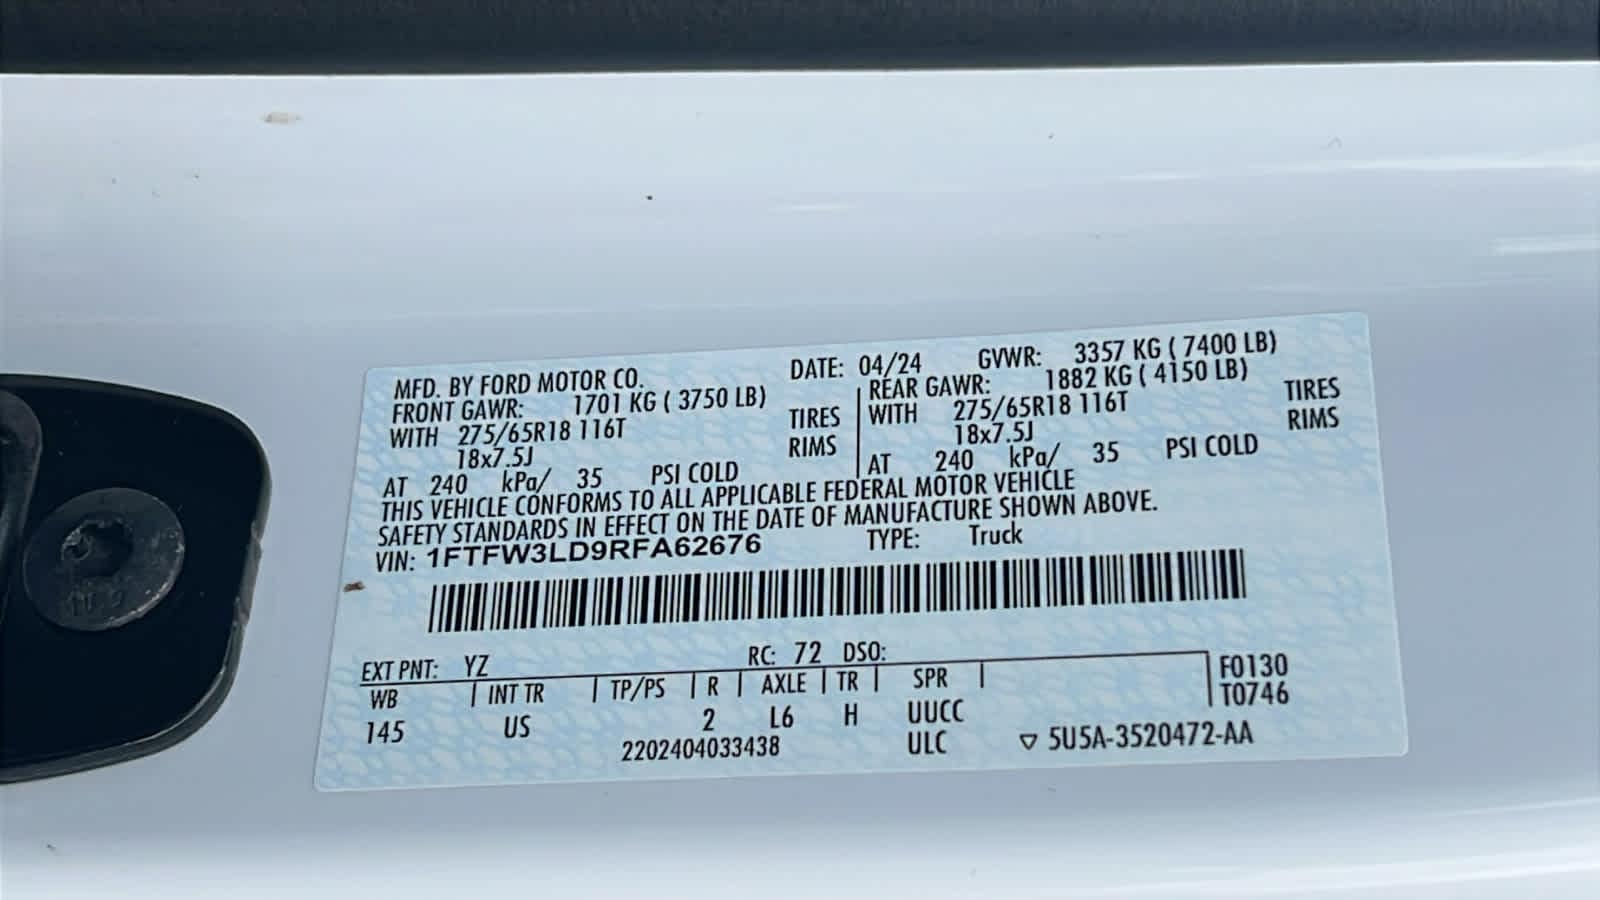 MFD. BY FORD MOTOR CO. DATE: 04/24 GVWR: 3357 KG ( 7400 LB)
FRONT GAWR: 1701 KG ( 3750 LB) REAR GAWR: 1882 KG ( 4150 LB)
WITH 275/65R18 116T TIRES WITH 275/65R18 116T TIRES
18x7.5J RIMS 18x7.5J RIMS
AT 240 kPa/ 35 PSI COLD AT 240 kPa/ 35 PSI COLD
THIS VEHICLE CONFORMS TO ALL APPLICABLE FEDERAL MOTOR VEHICLE
SAFETY STANDARDS IN EFFECT ON THE DATE OF MANUFACTURE SHOWN ABOVE.
VIN: 1FTFW3LD9RFA62676 TYPE: Truck
EXT PNT: YZ RC: 72 DSO:
WB INT TR TP/PS R AXLE TR SPR F0130
T0746
145 US 2 L6 H UUCC
2202404033438 ULC ▽ 5U5A-3520472-AA
10.9